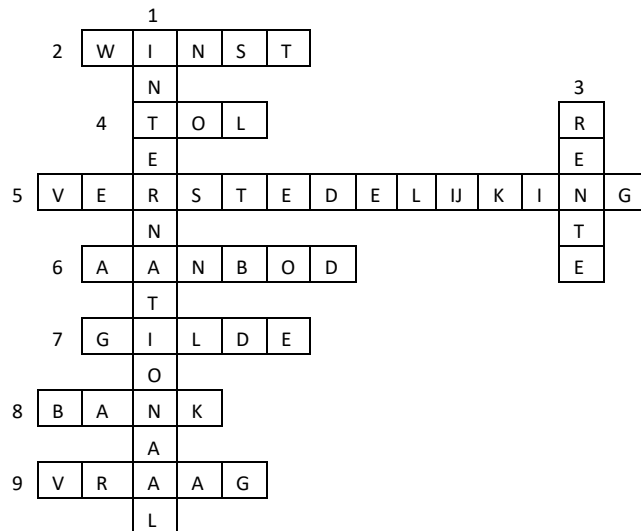 1
2 W I N S T
N 3
4 T O L R
E E
5 V E R S T E D E L IJ K I N G
N T
6 A A N B O D E
T
7 G I L D E
O
8 B A N K
A
9 V R A A G
L